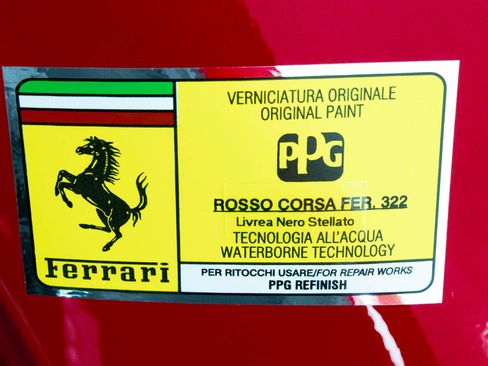 Ferrari
VERNICIATURA ORIGINALE
ORIGINAL PAINT
PPG
ROSSO CORSA FER. 322
Livrea Nero Stellato
TECNOLOGIA ALL'ACQUA
WATERBORNE TECHNOLOGY
PER RITOCCHI USARE/FOR REPAIR WORKS
PPG REFINISH